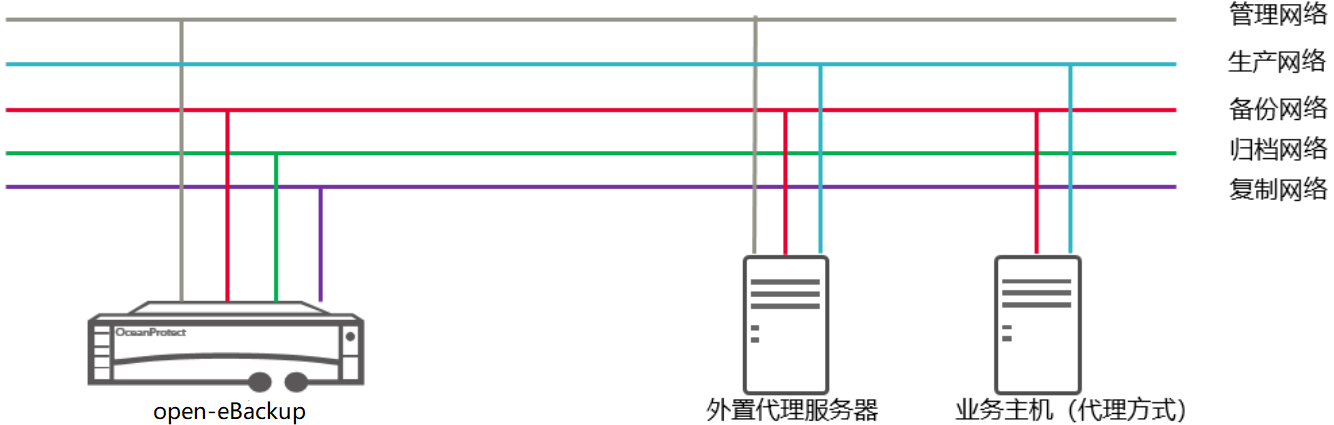 管理网络
生产网络
备份网络
归档网络
复制网络
OceanProtect
open-eBackup
外置代理服务器
业务主机（代理方式）